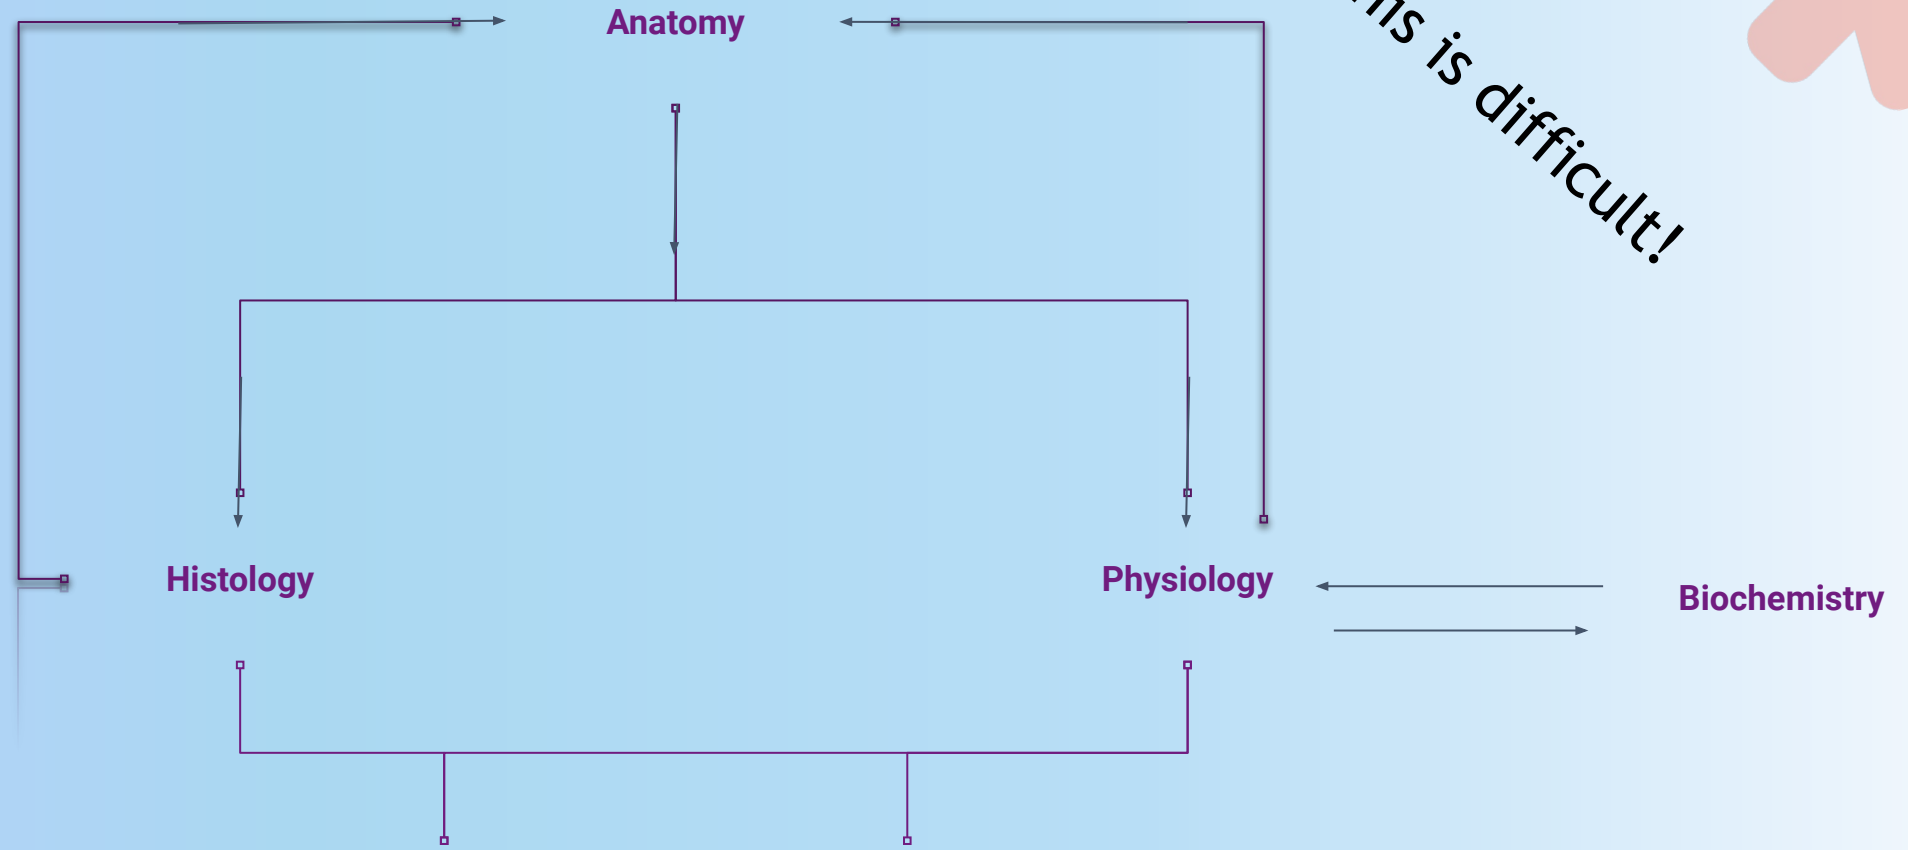 Anatomy
is difficult!
Histology
Physiology
Biochemistry